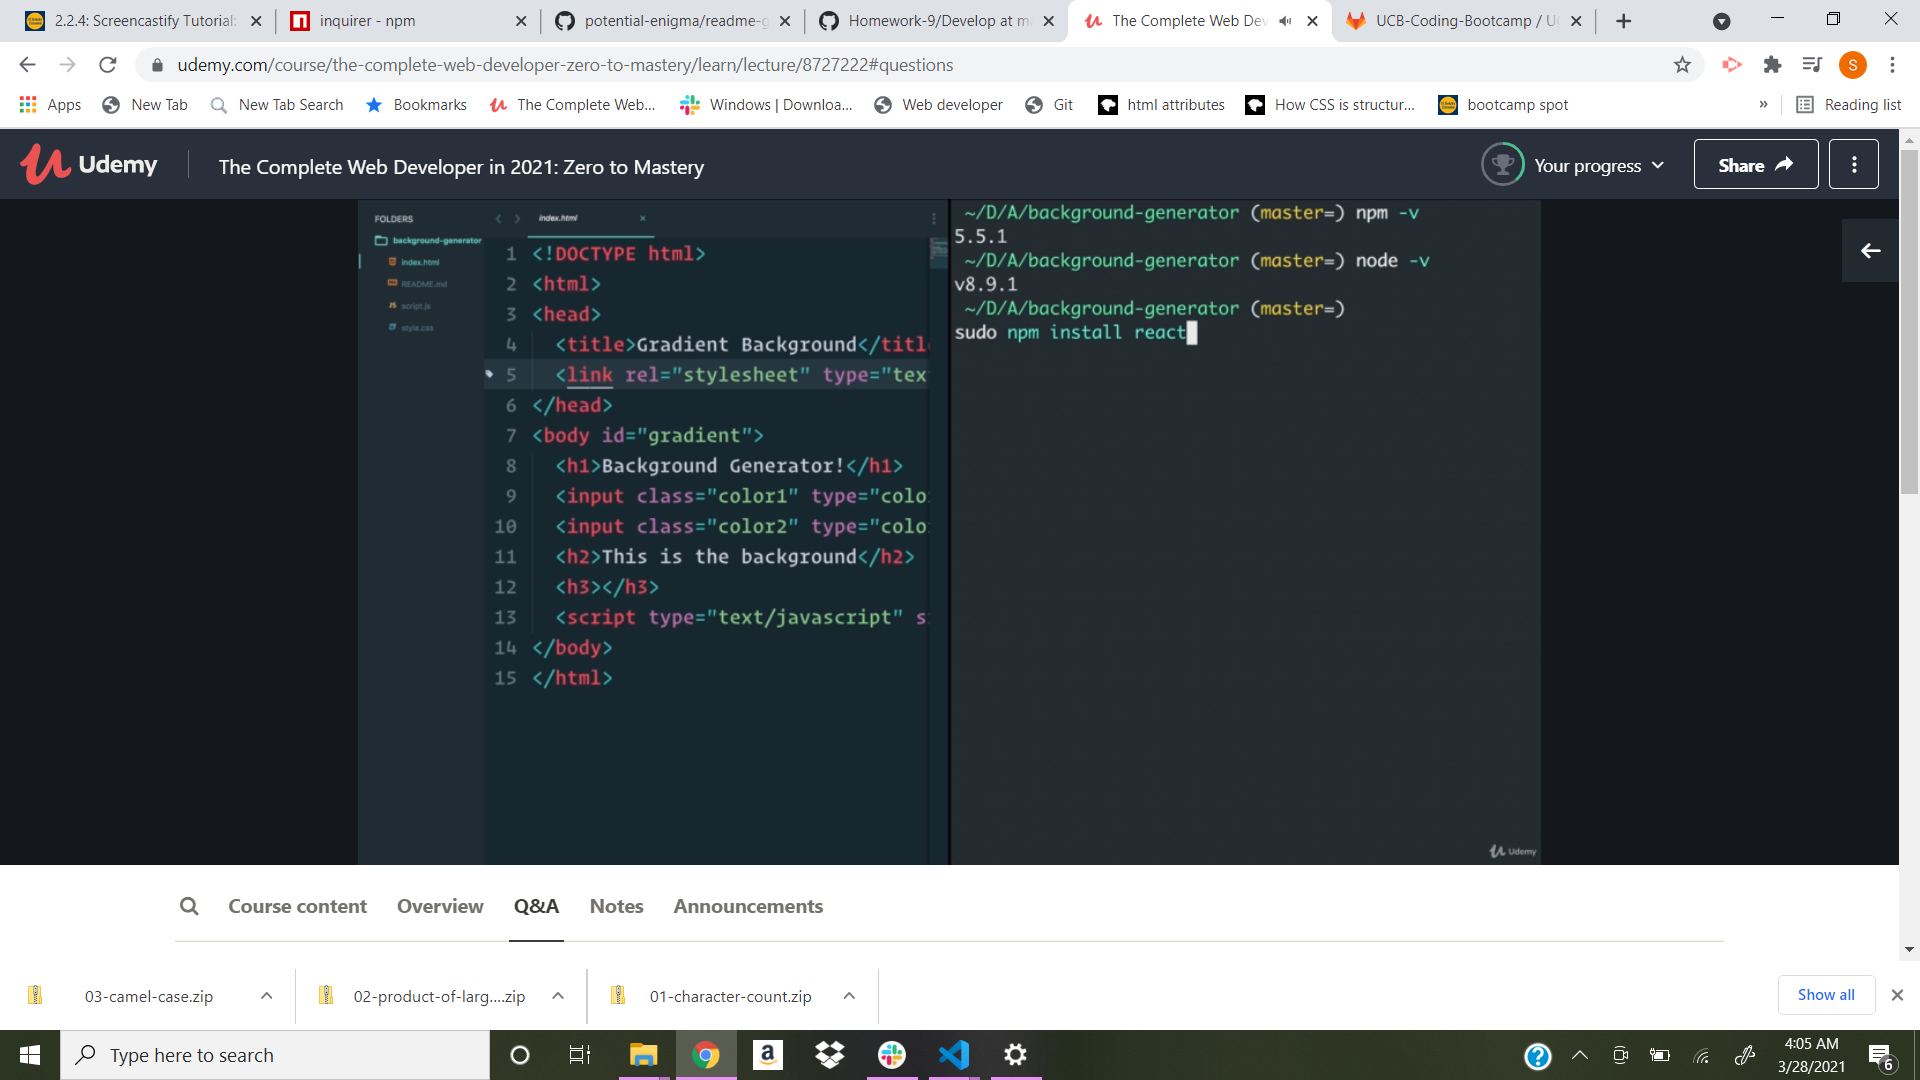 2.2.4: Screencastify Tutorial:
inquirer - npm
potential-enigma/readme-g
Homework-9/Develop at m
The Complete Web Dev
UCB-Coding-Bootcamp / U
udemy.com/course/the-complete-web-developer-zero-to-mastery/learn/lecture/8727222#questions
S
Apps
New Tab
New Tab Search
Bookmarks
The Complete Web...
Windows | Downloa...
Web developer
Git
html attributes
How CSS is structur...
bootcamp spot
»
Reading list
Udemy
The Complete Web Developer in 2021: Zero to Mastery
Your progress
Share
FOLDERS
background-generator
index.html
README.md
script.js
style.css
index.html
1 <!DOCTYPE html>
2 <html>
3 <head>
4 <title>Gradient Background</titl
5 <link rel="stylesheet" type="tex
6 </head>
7 <body id="gradient">
8 <h1>Background Generator!</h1>
9 <input class="color1" type="colo
10 <input class="color2" type="colo
11 <h2>This is the background</h2>
12 <h3></h3>
13 <script type="text/javascript" s
14 </body>
15 </html>
~/D/A/background-generator (master=) npm -v
5.5.1
~/D/A/background-generator (master=) node -v
v8.9.1
~/D/A/background-generator (master=)
sudo npm install react
Udemy
Course content
Overview
Q&A
Notes
Announcements
03-camel-case.zip
02-product-of-larg....zip
01-character-count.zip
Show all
Type here to search
4:05 AM
3/28/2021
6